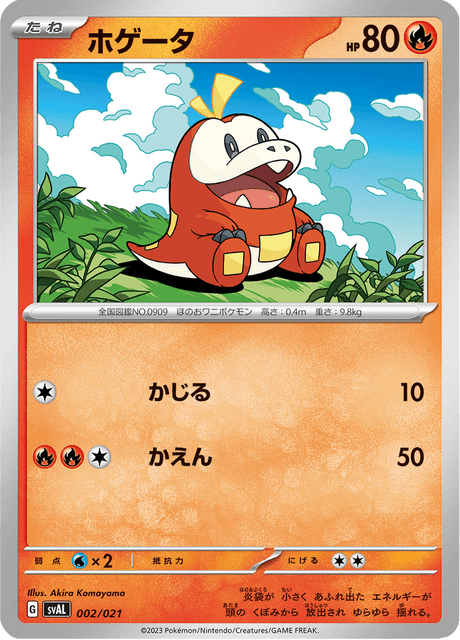 たね ホゲータ HP 80
全国図鑑NO.0909 ほのおワニポケモン 高さ:0.4m 重さ:9.8kg
かじる 10
かえん 50
弱点 ×2 抵抗力 にげる
Illus. Akira Komayama
G svAL 002/021
炎袋が 小さく あふれ出た エネルギーが
頭の くぼみから 放出され ゆらゆら 揺れる。
©2023 Pokémon/Nintendo/Creatures/GAME FREAK.